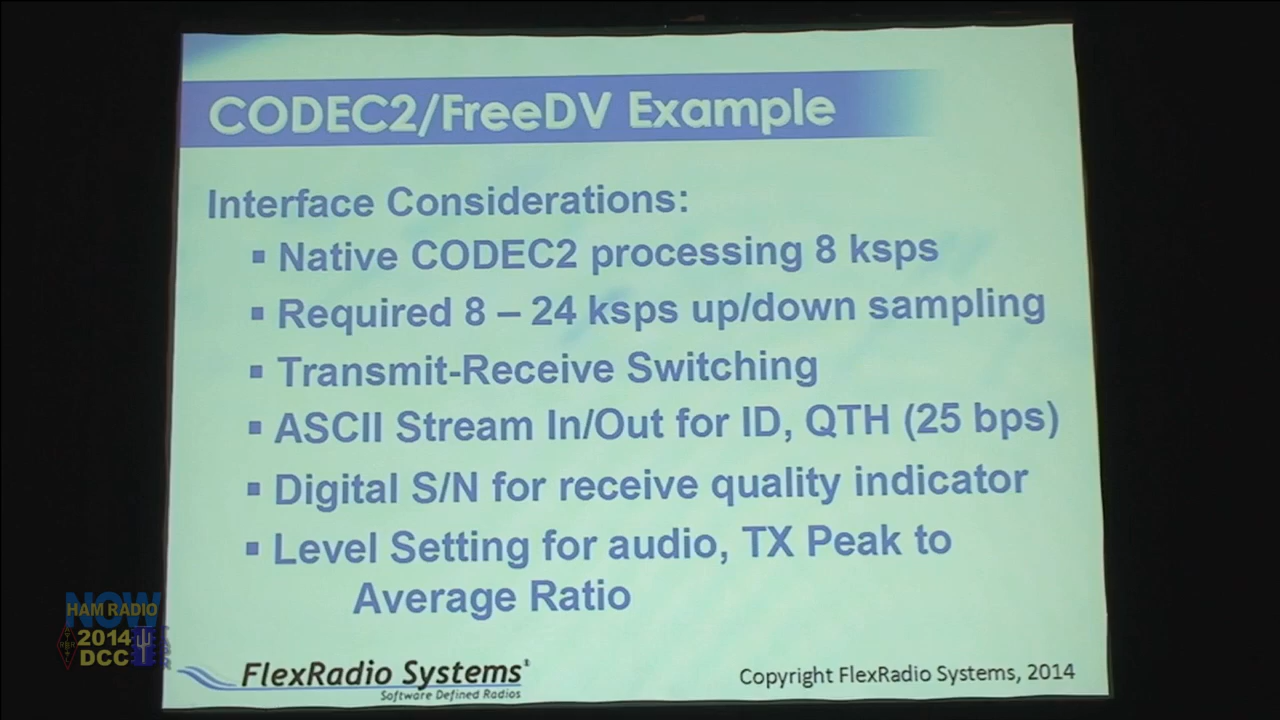 CODEC2/FreeDV Example
Interface Considerations:
▪ Native CODEC2 processing 8 ksps
▪ Required 8 – 24 ksps up/down sampling
▪ Transmit-Receive Switching
▪ ASCII Stream In/Out for ID, QTH (25 bps)
▪ Digital S/N for receive quality indicator
▪ Level Setting for audio, TX Peak to
Average Ratio
NOW
HAM RADIO
2014
DCC
FlexRadio Systems
Software Defined Radios
Copyright FlexRadio Systems, 2014